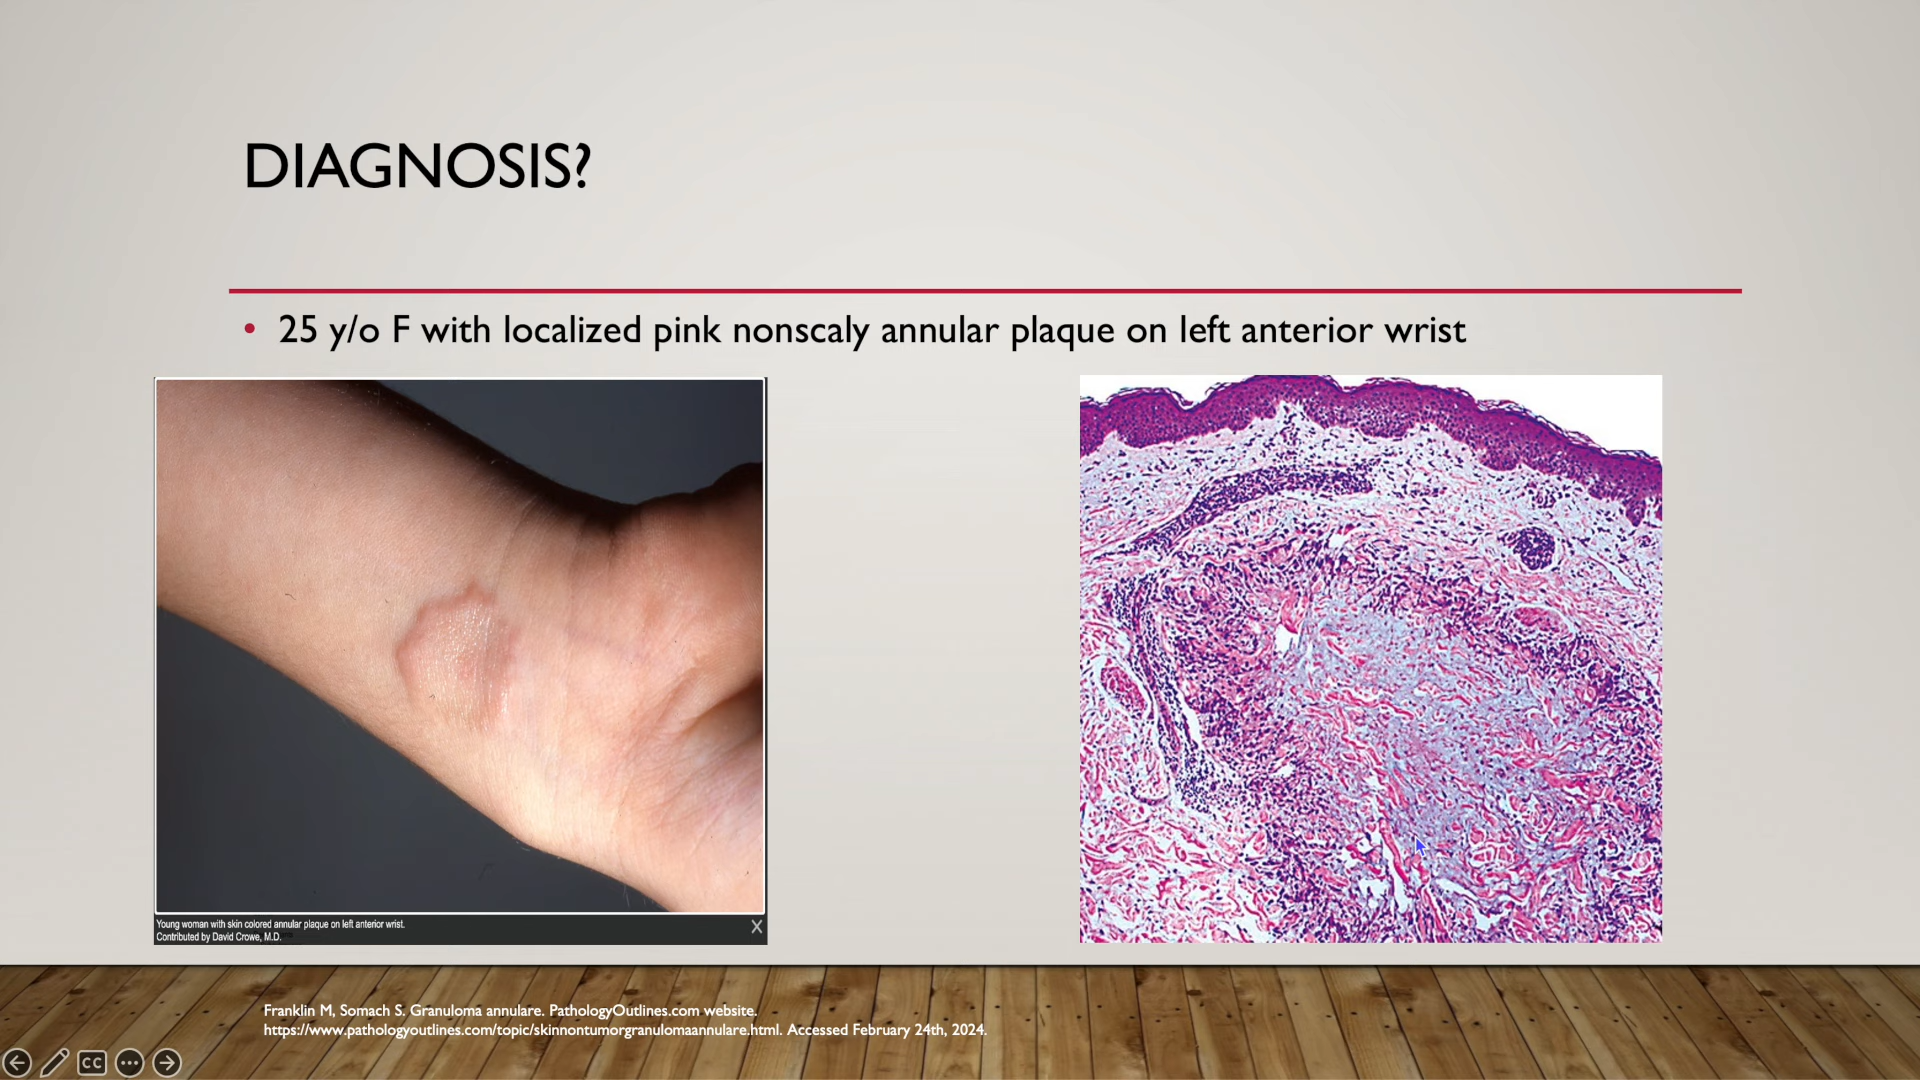 DIAGNOSIS?
• 25 y/o F with localized pink nonscaly annular plaque on left anterior wrist
Young woman with skin colored annular plaque on left anterior wrist.
Contributed by David Crowe, M.D.
X
Franklin M, Somach S. Granuloma annulare. PathologyOutlines.com website.
https://www.pathologyoutlines.com/topic/skinnontumorgranulomaannulare.html. Accessed February 24th, 2024.
CC